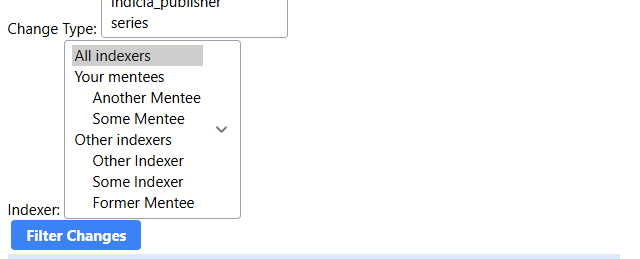 indicia_publisher
series
Change Type:
All indexers
Your mentees
Another Mentee
Some Mentee
Other indexers
Other Indexer
Some Indexer
Former Mentee
Indexer:
Filter Changes